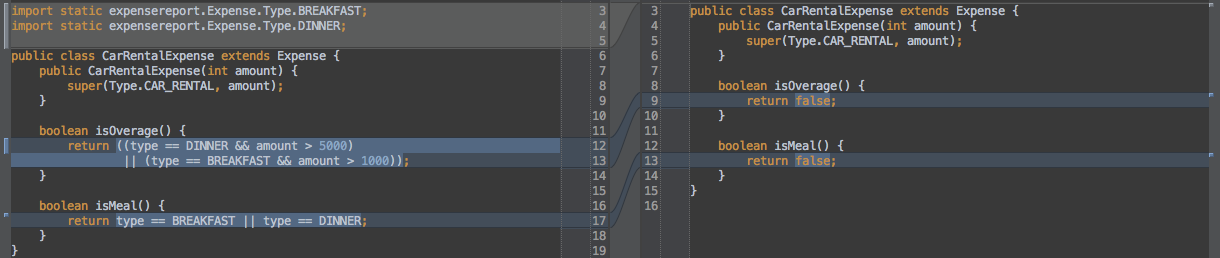 import static expensereport.Expense.Type.BREAKFAST;
import static expensereport.Expense.Type.DINNER;
public class CarRentalExpense extends Expense {
public CarRentalExpense(int amount) {
super(Type.CAR_RENTAL, amount);
}
boolean isOverage() {
return ((type == DINNER && amount > 5000)
|| (type == BREAKFAST && amount > 1000));
}
boolean isMeal() {
return type == BREAKFAST || type == DINNER;
}
}
3
4
5
6
7
8
9
10
11
12
13
14
15
16
17
18
19
3
4
5
6
7
8
9
10
11
12
13
14
15
16
public class CarRentalExpense extends Expense {
public CarRentalExpense(int amount) {
super(Type.CAR_RENTAL, amount);
}
boolean isOverage() {
return false;
}
boolean isMeal() {
return false;
}
}